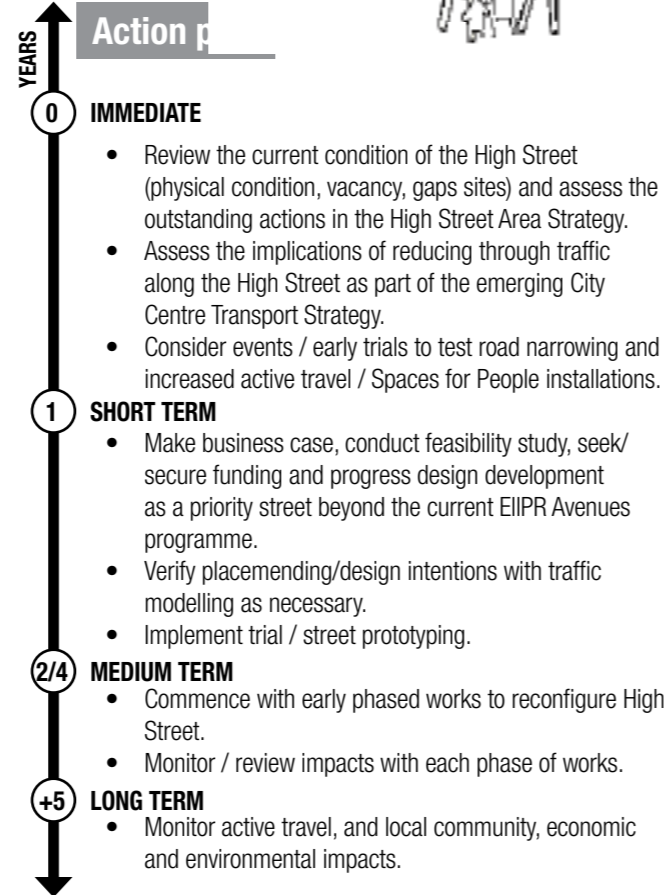 YEARS
Action p
0 IMMEDIATE
• Review the current condition of the High Street
(physical condition, vacancy, gaps sites) and assess the
outstanding actions in the High Street Area Strategy.
• Assess the implications of reducing through traffic
along the High Street as part of the emerging City
Centre Transport Strategy.
• Consider events / early trials to test road narrowing and
increased active travel / Spaces for People installations.
1 SHORT TERM
• Make business case, conduct feasibility study, seek/
secure funding and progress design development
as a priority street beyond the current EIIPR Avenues
programme.
• Verify placemending/design intentions with traffic
modelling as necessary.
• Implement trial / street prototyping.
2/4 MEDIUM TERM
• Commence with early phased works to reconfigure High
Street.
• Monitor / review impacts with each phase of works.
+5 LONG TERM
• Monitor active travel, and local community, economic
and environmental impacts.